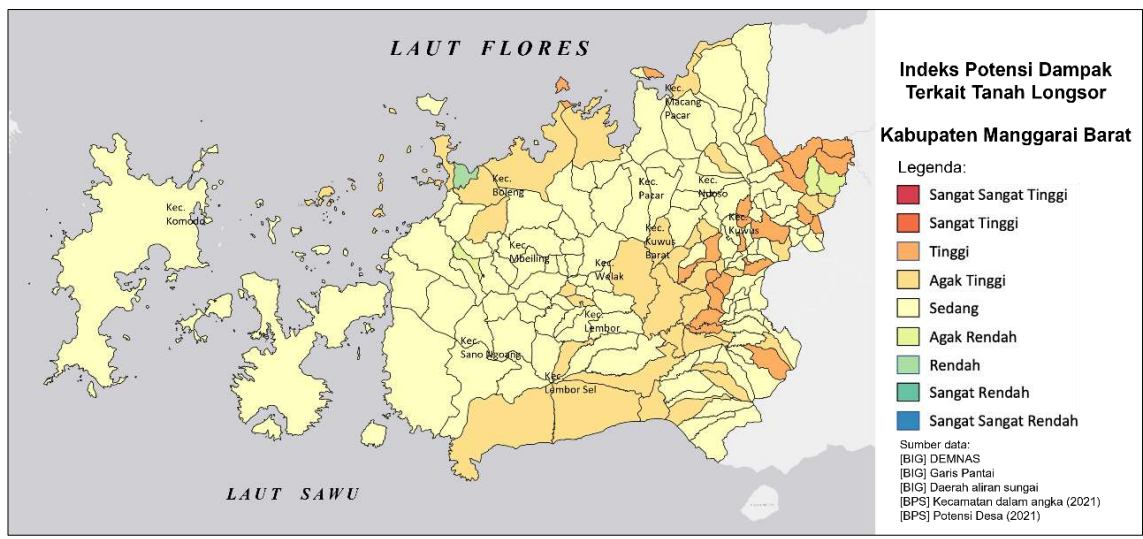 LAUT FLORES
Kec.
Macang
Pacar
Kec.
Boleng
Kec.
Pacar
Kec.
Ndoso
Kec.
Komodo
Kec.
Kuwus
Kec.
Kuwus
Barat
Kec.
Mbeiling
Kec.
Welak
Kec.
Lembor
Kec.
Sano Ngoang
Kec.
Lembor Sel
LAUT SAWU
Indeks Potensi Dampak
Terkait Tanah Longsor
Kabupaten Manggarai Barat
Legenda:
Sangat Sangat Tinggi
Sangat Tinggi
Tinggi
Agak Tinggi
Sedang
Agak Rendah
Rendah
Sangat Rendah
Sangat Sangat Rendah
Sumber data:
[BIG] DEMNAS
[BIG] Garis Pantai
[BIG] Daerah aliran sungai
[BPS] Kecamatan dalam angka (2021)
[BPS] Potensi Desa (2021)